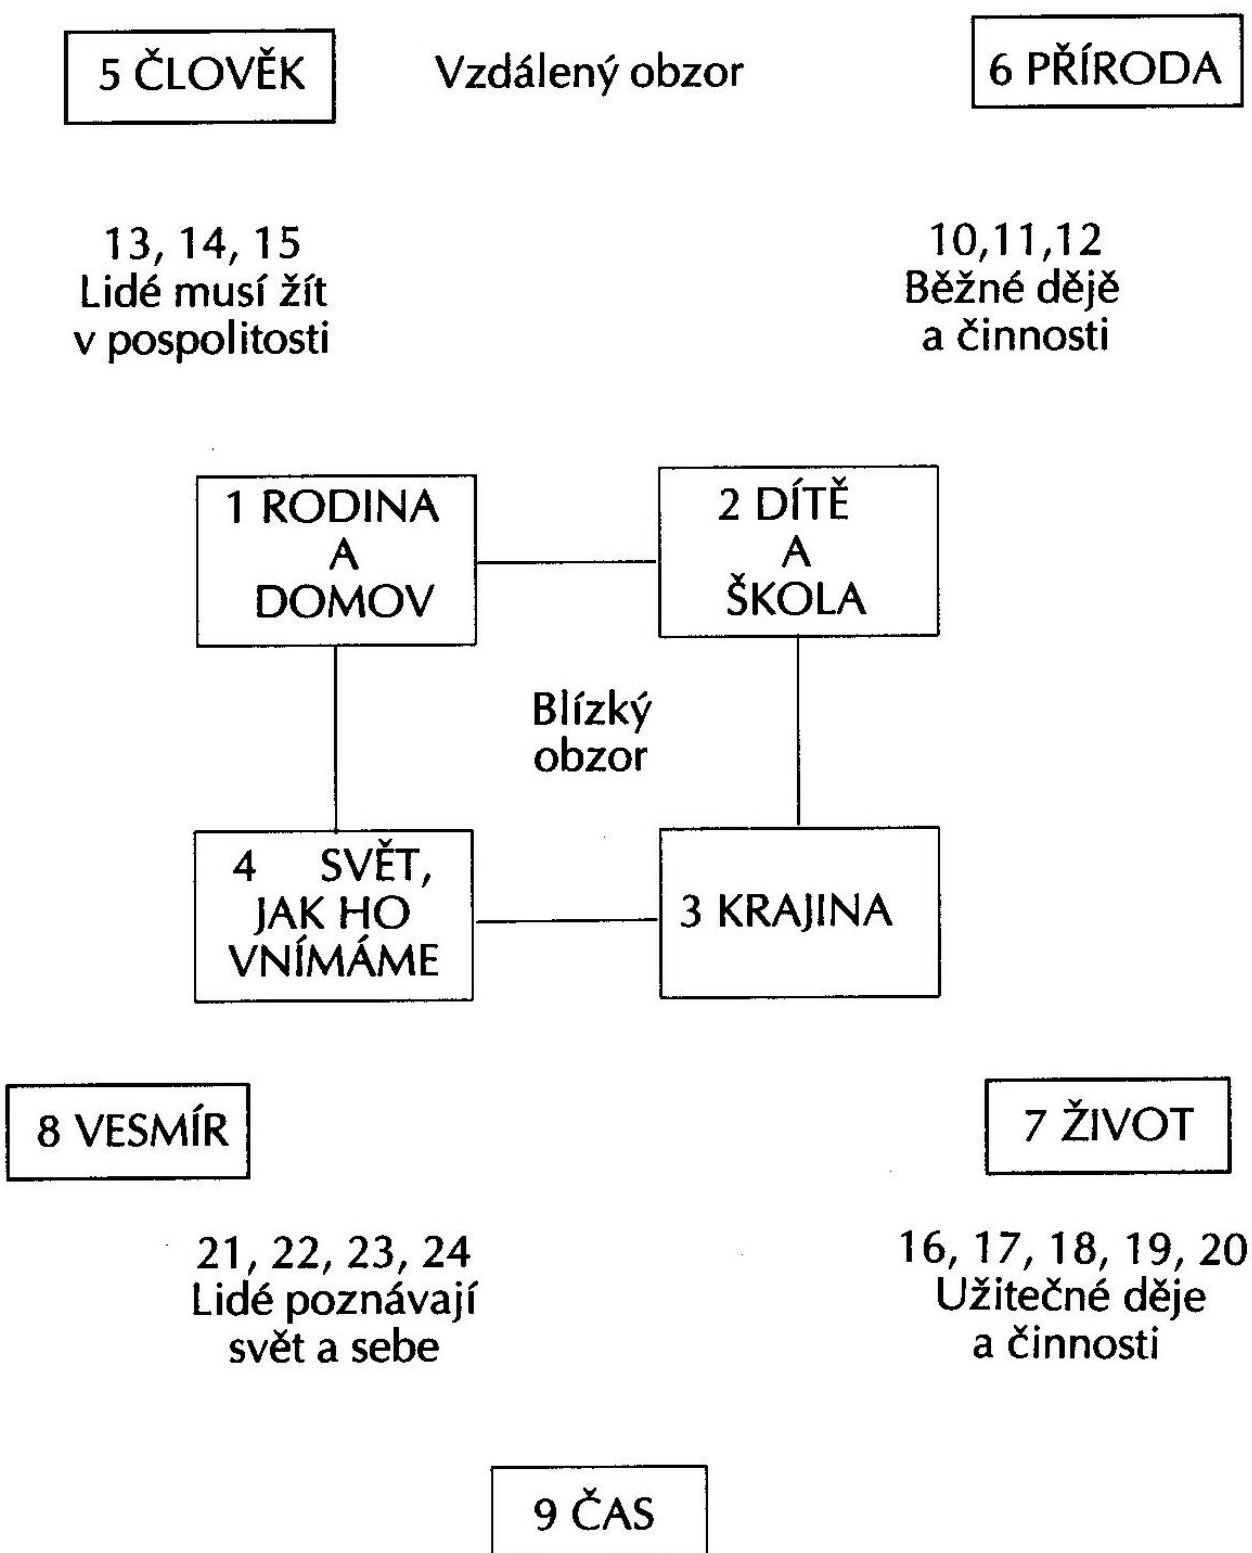 5 ČLOVĚK
Vzdálený obzor
6 PŘÍRODA
13, 14, 15
Lidé musí žít
v pospolitosti
10,11,12
Běžné dějě
a činnosti
1 RODINA
A
DOMOV
2 DÍTĚ
A
ŠKOLA
Blízký
obzor
4 SVĚT,
JAK HO
VNÍMÁME
3 KRAJINA
8 VESMÍR
7 ŽIVOT
21, 22, 23, 24
Lidé poznávají
svět a sebe
16, 17, 18, 19, 20
Užitečné děje
a činnosti
9 ČAS